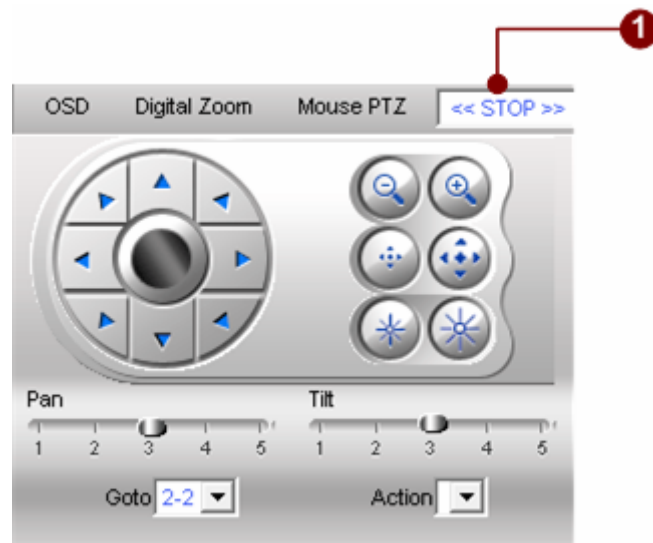 1
OSD Digital Zoom Mouse PTZ << STOP >>
Pan Tilt
1 2 3 4 5 1 2 3 4 5
Goto 2-2 Action